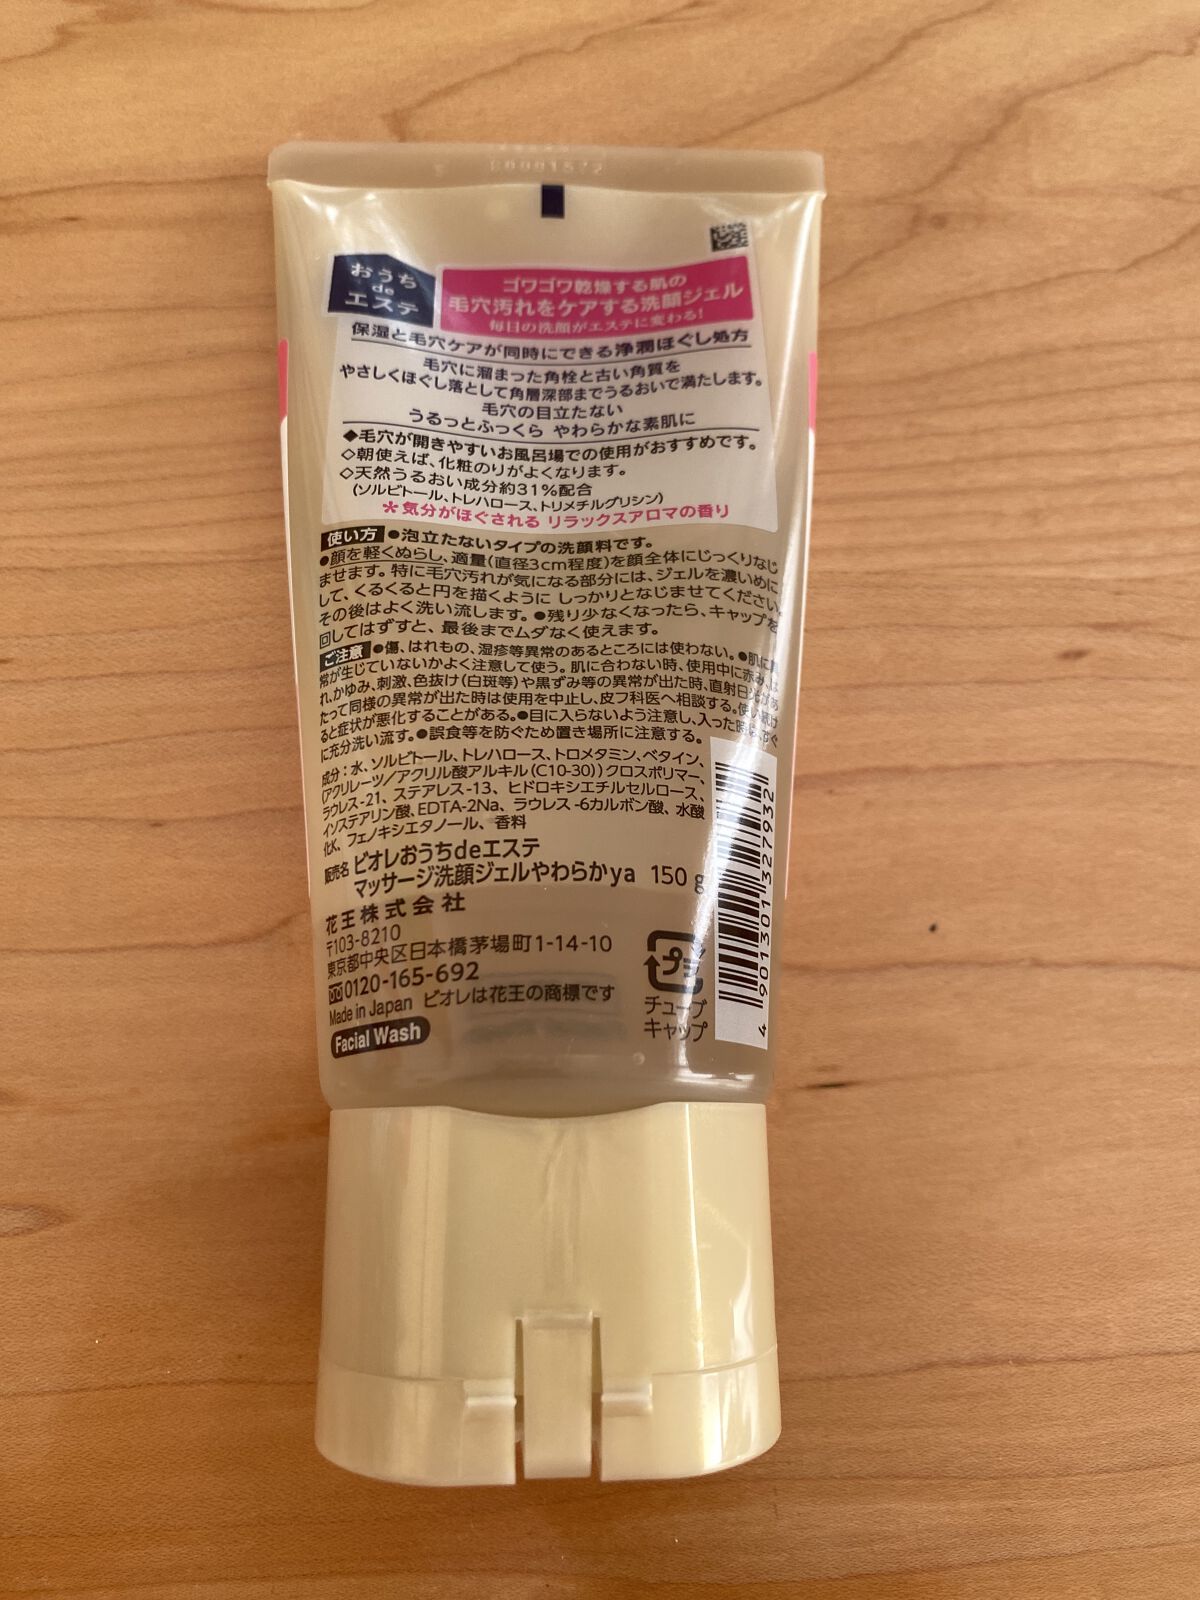 おうち
de
エステ
ゴワゴワ乾燥する肌の
毛穴汚れをケアする洗顔ジェル
毎日の洗顔がエステに変わる!
保湿と毛穴ケアが同時にできる浄潤ほぐし処方
毛穴に溜まった角栓と古い角質を
やさしくほぐし落として角層深部までうるおいで満たします。
毛穴の目立たない
うるっとふっくら やわらかな素肌に
◆毛穴が開きやすいお風呂場での使用がおすすめです。
◇朝使えば、化粧のりがよくなります。
◇天然うるおい成分約31%配合
(ソルビトール、トレハロース、トリメチルグリシン)
*気分がほぐされる リラックスアロマの香り
使い方 ●泡立たないタイプの洗顔料です。
●顔を軽くぬらし、適量(直径3cm程度)を顔全体にじっくりなじ
ませます。特に毛穴汚れが気になる部分には、ジェルを濃いめに
して、くるくると円を描くように しっかりとなじませてください。
その後はよく洗い流します。●残り少なくなったら、キャップを
回してはずすと、最後までムダなく使えます。
ご注意 ●傷、はれもの、湿疹等異常のあるところには使わない。●肌に異
常が生じていないかよく注意して使う。肌に合わない時、使用中に赤み、は
れ、かゆみ、刺激、色抜け(白斑等)や黒ずみ等の異常が出た時、直射日光があ
たって同様の異常が出た時は使用を中止し、皮フ科医へ相談する。使い続け
ると症状が悪化することがある。●目に入らないよう注意し、入った時は、すぐ
に充分洗い流す。●誤食等を防ぐため置き場所に注意する。
成分:水、ソルビトール、トレハロース、トロメタミン、ベタイン、
(アクリレーツ/アクリル酸アルキル(C10-30))クロスポリマー、
ラウレス-21、ステアレス-13、ヒドロキシエチルセルロース、
イソステアリン酸、EDTA-2Na、ラウレス-6カルボン酸、水酸
化K、フェノキシエタノール、香料
販売名 ビオレおうちdeエステ
マッサージ洗顔ジェルやわらかya 150g
花王株式会社
〒103-8210
東京都中央区日本橋茅場町1-14-10
0120-165-692
Made in Japan ビオレは花王の商標です
Facial Wash
プラ
チューブ
キャップ
4 901301 327932